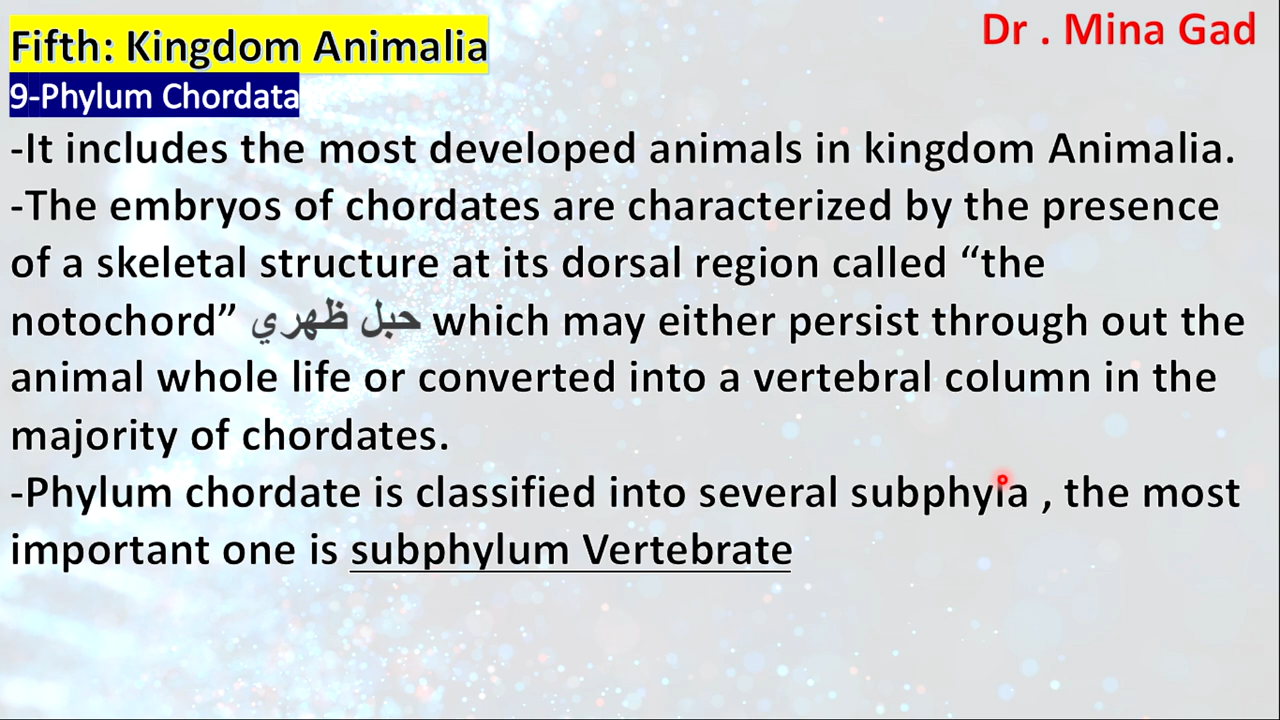 Dr . Mina Gad
Fifth: Kingdom Animalia
9-Phylum Chordata
-It includes the most developed animals in kingdom Animalia.
-The embryos of chordates are characterized by the presence
of a skeletal structure at its dorsal region called “the
notochord” حبل ظهري which may either persist through out the
animal whole life or converted into a vertebral column in the
majority of chordates.
-Phylum chordate is classified into several subphyla , the most
important one is subphylum Vertebrate